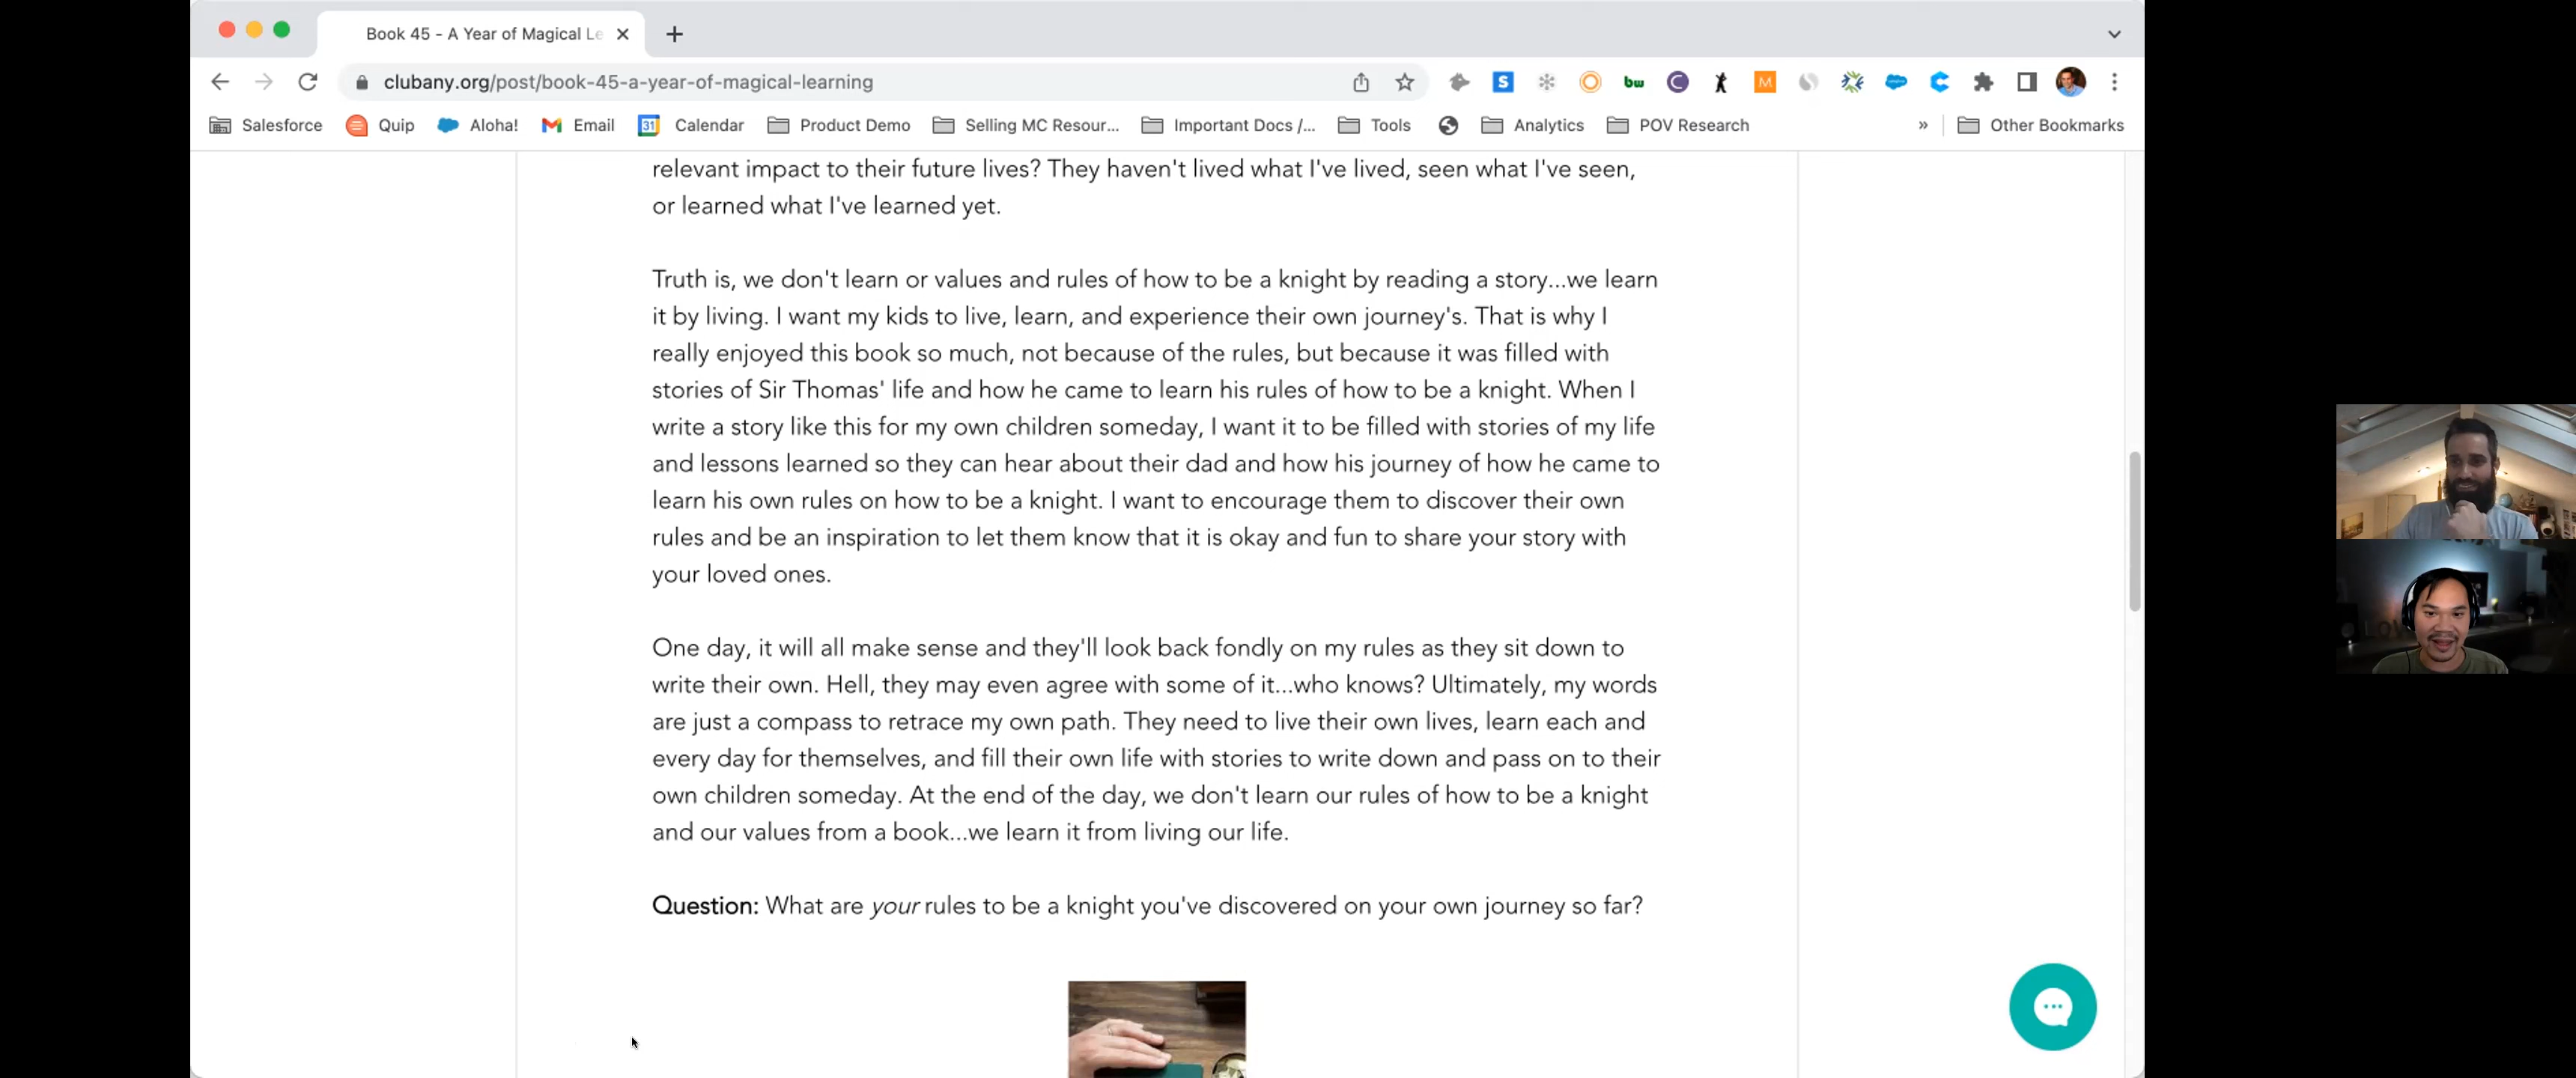 Book 45 - A Year of Magical Le
clubany.org/post/book-45-a-year-of-magical-learning
S
bw
C
M
Salesforce
Quip
Aloha!
Email
31
Calendar
Product Demo
Selling MC Resour...
Important Docs /...
Tools
Analytics
POV Research
»
Other Bookmarks
relevant impact to their future lives? They haven't lived what I've lived, seen what I've seen,
or learned what I've learned yet.
Truth is, we don't learn or values and rules of how to be a knight by reading a story...we learn
it by living. I want my kids to live, learn, and experience their own journey's. That is why I
really enjoyed this book so much, not because of the rules, but because it was filled with
stories of Sir Thomas' life and how he came to learn his rules of how to be a knight. When I
write a story like this for my own children someday, I want it to be filled with stories of my life
and lessons learned so they can hear about their dad and how his journey of how he came to
learn his own rules on how to be a knight. I want to encourage them to discover their own
rules and be an inspiration to let them know that it is okay and fun to share your story with
your loved ones.
One day, it will all make sense and they'll look back fondly on my rules as they sit down to
write their own. Hell, they may even agree with some of it...who knows? Ultimately, my words
are just a compass to retrace my own path. They need to live their own lives, learn each and
every day for themselves, and fill their own life with stories to write down and pass on to their
own children someday. At the end of the day, we don't learn our rules of how to be a knight
and our values from a book...we learn it from living our life.
Question: What are your rules to be a knight you've discovered on your own journey so far?